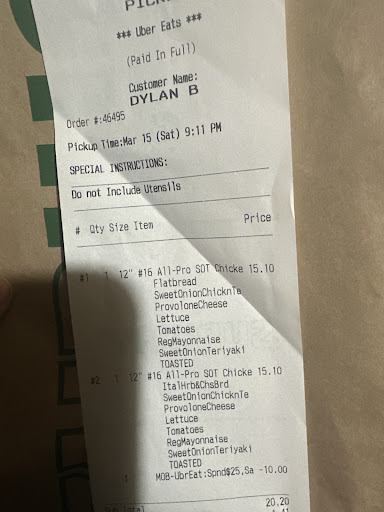 *** Uber Eats ***
(Paid In Full)
Customer Name:
DYLAN B
Order #:46495
Pickup Time:Mar 15 (Sat) 9:11 PM
SPECIAL INSTRUCTIONS:
Do not Include Utensils
# Qty Size Item Price
#1 1 12" #16 All-Pro SOT Chicke 15.10
Flatbread
SweetOnionChicknTe
ProvoloneCheese
Lettuce
Tomatoes
RegMayonnaise
SweetOnionTeriyaki
TOASTED
#2 1 12" #16 All-Pro SOT Chicke 15.10
ItalHrb&ChsBrd
SweetOnionChicknTe
ProvoloneCheese
Lettuce
Tomatoes
RegMayonnaise
SweetOnionTeriyaki
TOASTED
1 MOB-UbrEat:Spnd$25,Sa -10.00
20.20